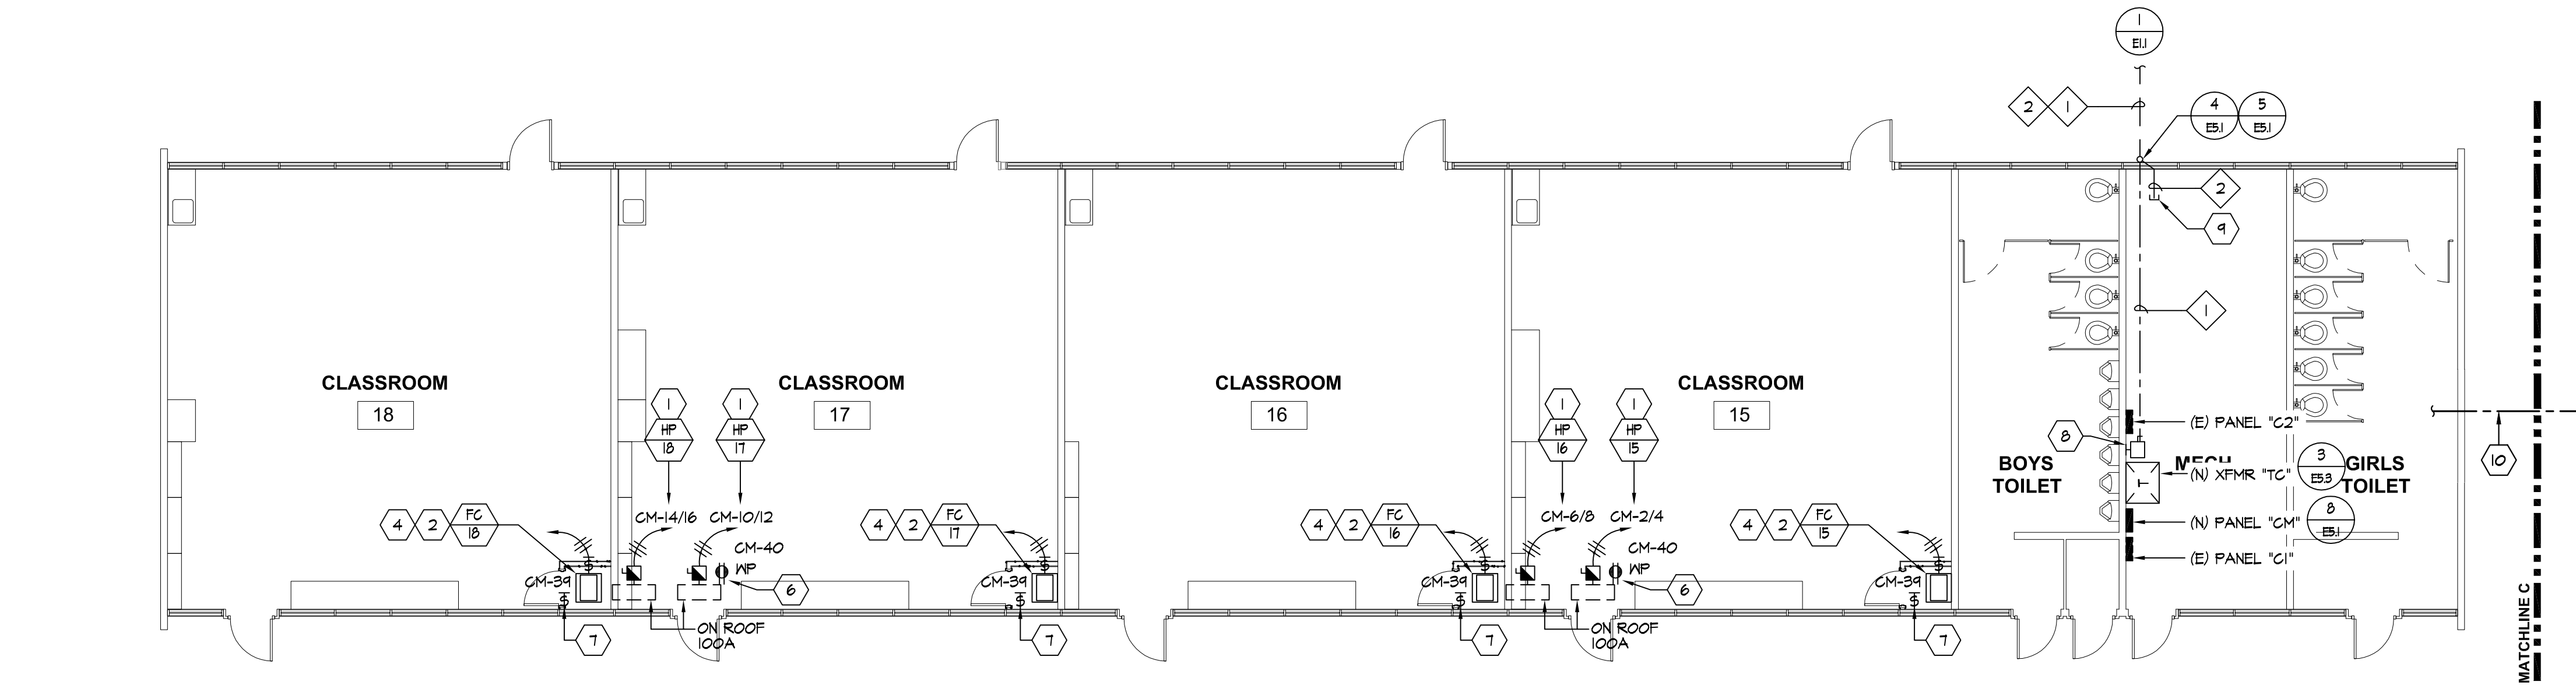 1
E1.1
2
1
4
E5.1
5
E5.1
2
9
1
CLASSROOM
18
CLASSROOM
17
CLASSROOM
16
CLASSROOM
15
1
HP
18
1
HP
17
1
HP
16
1
HP
15
(E) PANEL "C2"
8
BOYS
TOILET
MECH
(N) XFMR "TC"
T
3
E5.3
GIRLS
TOILET
10
(N) PANEL "CM"
8
E5.1
(E) PANEL "C1"
4
2
FC
18
CM-14/16
CM-10/12
4
2
FC
17
4
2
FC
16
CM-6/8
CM-2/4
4
2
FC
15
CM-40
WP
CM-40
WP
S
S
S
S
CM-39
CM-39
CM-39
CM-39
6
6
S
S
S
S
7
ON ROOF
100A
7
7
ON ROOF
100A
7
MATCHLINE C